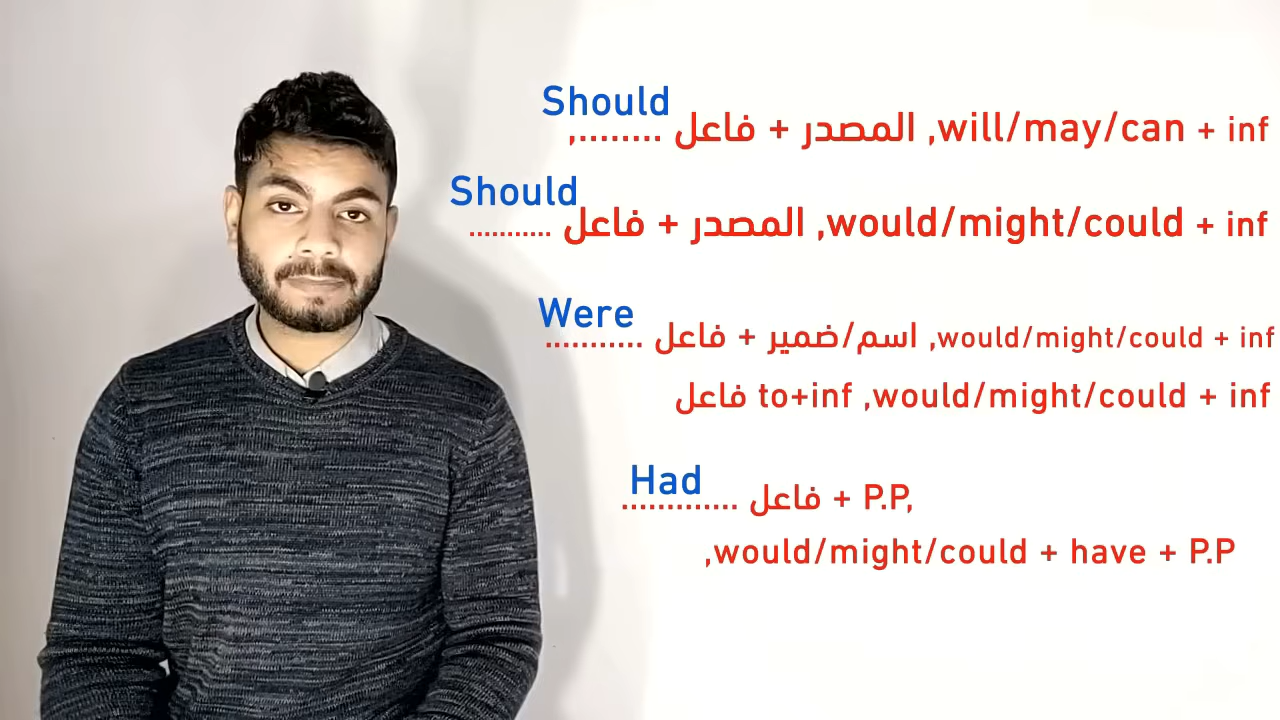 Should
,........ فاعل + المصدر ,will/may/can + inf
Should
........... فاعل + المصدر ,would/might/could + inf
Were
........... فاعل + اسم/ضمير ,would/might/could + inf
فاعل to+inf ,would/might/could + inf
Had
............. فاعل + P.P,
,would/might/could + have + P.P